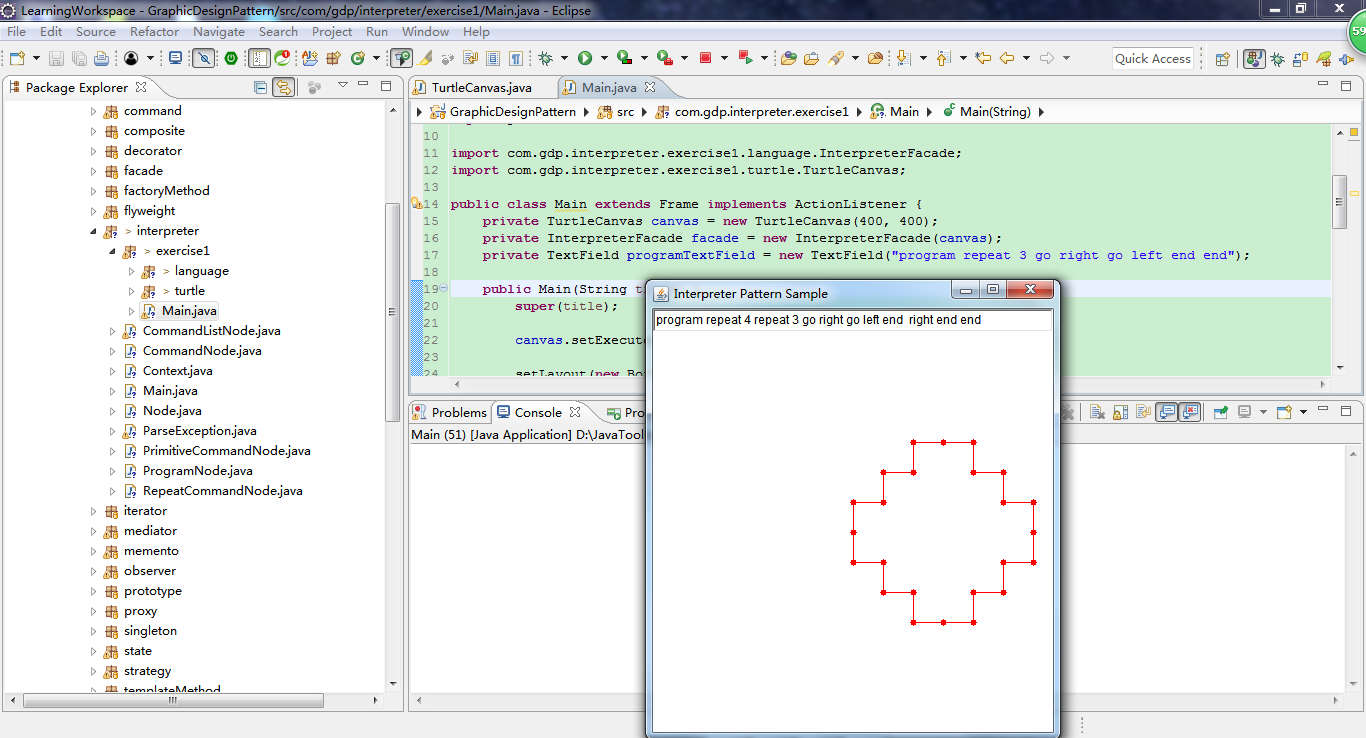 LearningWorkspace - GraphicDesignPattern/src/com/gdp/interpreter/exercise1/Main.java - Eclipse
File Edit Source Refactor Navigate Search Project Run Window Help
59
Quick Access
Package Explorer
command
composite
decorator
facade
factoryMethod
flyweight
> interpreter
> exercise1
> language
> turtle
Main.java
CommandListNode.java
CommandNode.java
Context.java
Main.java
Node.java
ParseException.java
PrimitiveCommandNode.java
ProgramNode.java
RepeatCommandNode.java
iterator
mediator
memento
observer
prototype
proxy
singleton
state
strategy
templateMethod
TurtleCanvas.java Main.java
GraphicDesignPattern src com.gdp.interpreter.exercise1 Main Main(String)
10
11 import com.gdp.interpreter.exercise1.language.InterpreterFacade;
12 import com.gdp.interpreter.exercise1.turtle.TurtleCanvas;
13
14 public class Main extends Frame implements ActionListener {
15 private TurtleCanvas canvas = new TurtleCanvas(400, 400);
16 private InterpreterFacade facade = new InterpreterFacade(canvas);
17 private TextField programTextField = new TextField("program repeat 3 go right go left end end");
18
19 public Main(String t
20 super(title);
21
22 canvas.setExecut
23
24 setLayout(new Bo
Problems Console Pro
Main (51) [Java Application] D:\JavaTool
Interpreter Pattern Sample
program repeat 4 repeat 3 go right go left end right end end